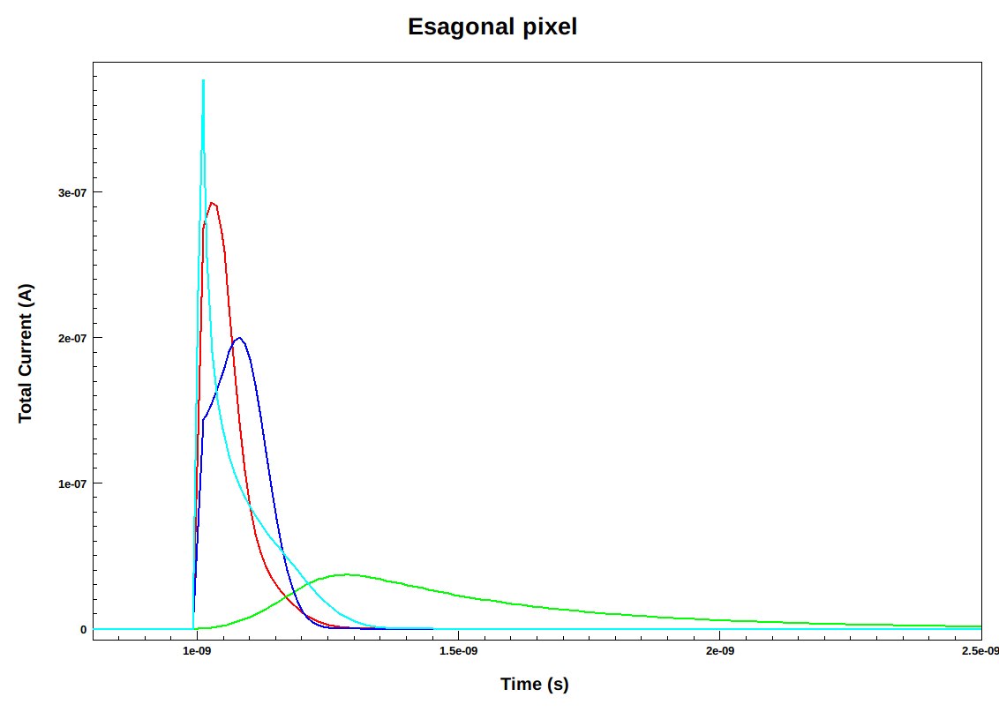 Esagonal pixel
Total Current (A)
3e-07
2e-07
1e-07
0
1e-09 1.5e-09 2e-09 2.5e-09
Time (s)